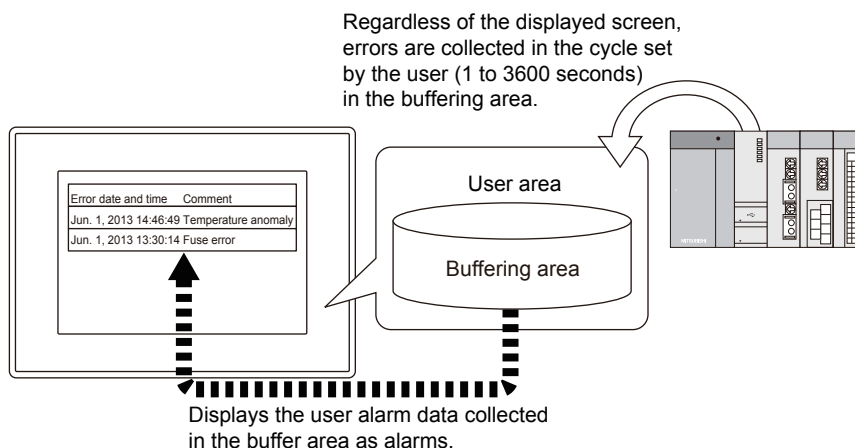 Regardless of the displayed screen,
errors are collected in the cycle set
by the user (1 to 3600 seconds)
in the buffering area.
Error date and time Comment
Jun. 1, 2013 14:46:49 Temperature anomaly
Jun. 1, 2013 13:30:14 Fuse error
User area
Buffering area
MITSUBISHI
Displays the user alarm data collected
in the buffer area as alarms.